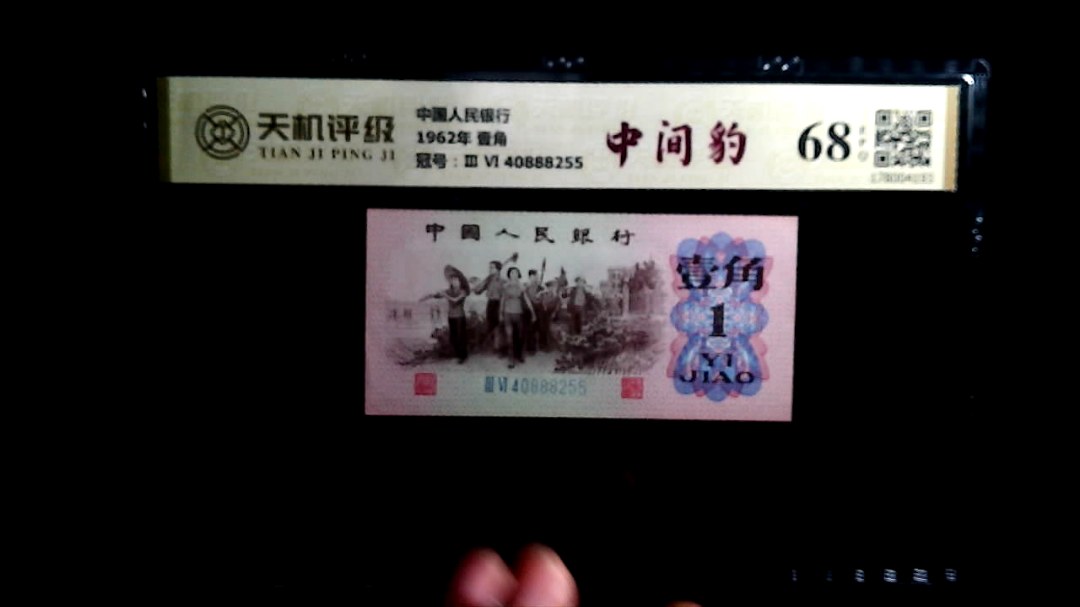 天机评级
TIAN JI PING JI
中國人民银行
1962年 壹角
冠号：Ⅲ Ⅵ 40888255
中间豹
68
中國人民銀行
壹角
1
YI
JIAO
Ⅲ Ⅵ 40888255